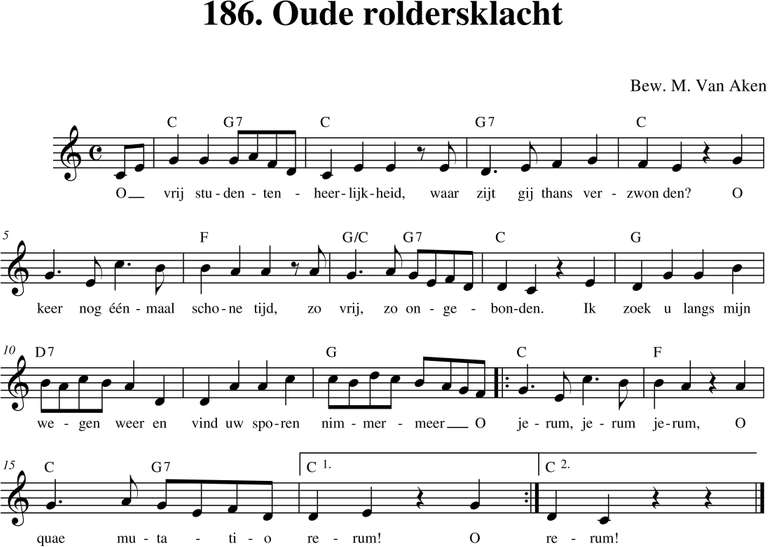 186. Oude roldersklacht
Bew. M. Van Aken
C G7 C G7 C
O __ vrij stu - den - ten - heer - lijk - heid, waar zijt gij thans ver - zwon den? O
5
F G/C G7 C G
keer nog één - maal scho - ne tijd, zo vrij, zo on - ge - bon - den. Ik zoek u langs mijn
10
D7 G C F
we - gen weer en vind uw spo - ren nim - mer - meer __ O je - rum, je - rum je - rum, O
15
C G7 C 1. C 2.
quae mu - ta - ti - o re - rum! O re - rum!